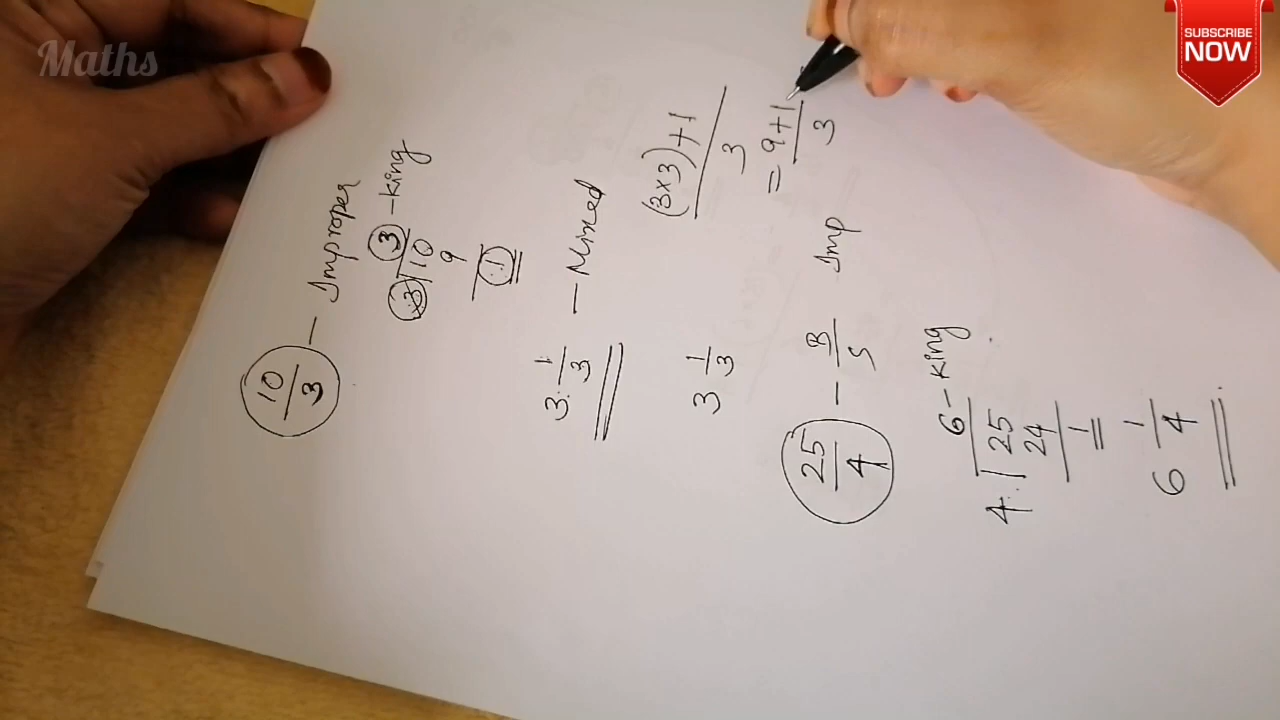 Maths
SUBSCRIBE
NOW
10/3 — Improper
3 - king
3 10
9
1
3 1/3 — Mixed
3 1/3
(3×3)+1
3
= 9+1
3
25/4 — 8/5 Imp
6 - king
4 25
24
1
6 1/4